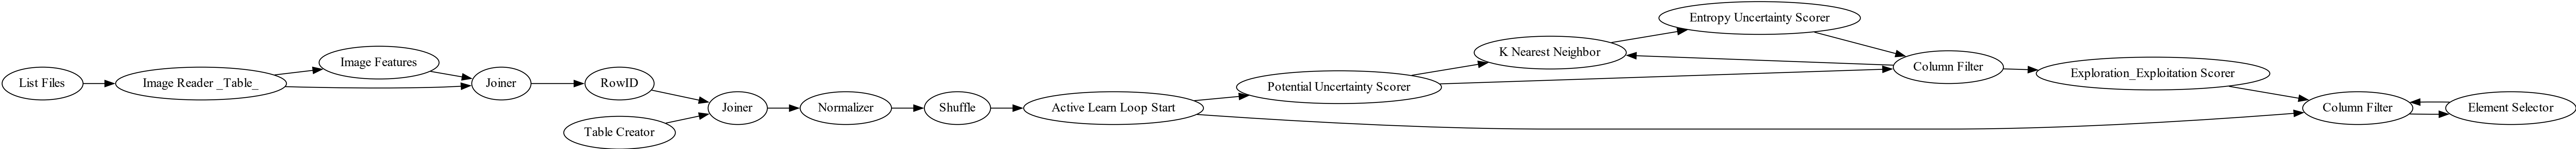 List Files
Image Reader _Table_
Image Features
Joiner
RowID
Table Creator
Joiner
Normalizer
Shuffle
Active Learn Loop Start
Potential Uncertainty Scorer
K Nearest Neighbor
Entropy Uncertainty Scorer
Column Filter
Exploration_Exploitation Scorer
Column Filter
Element Selector